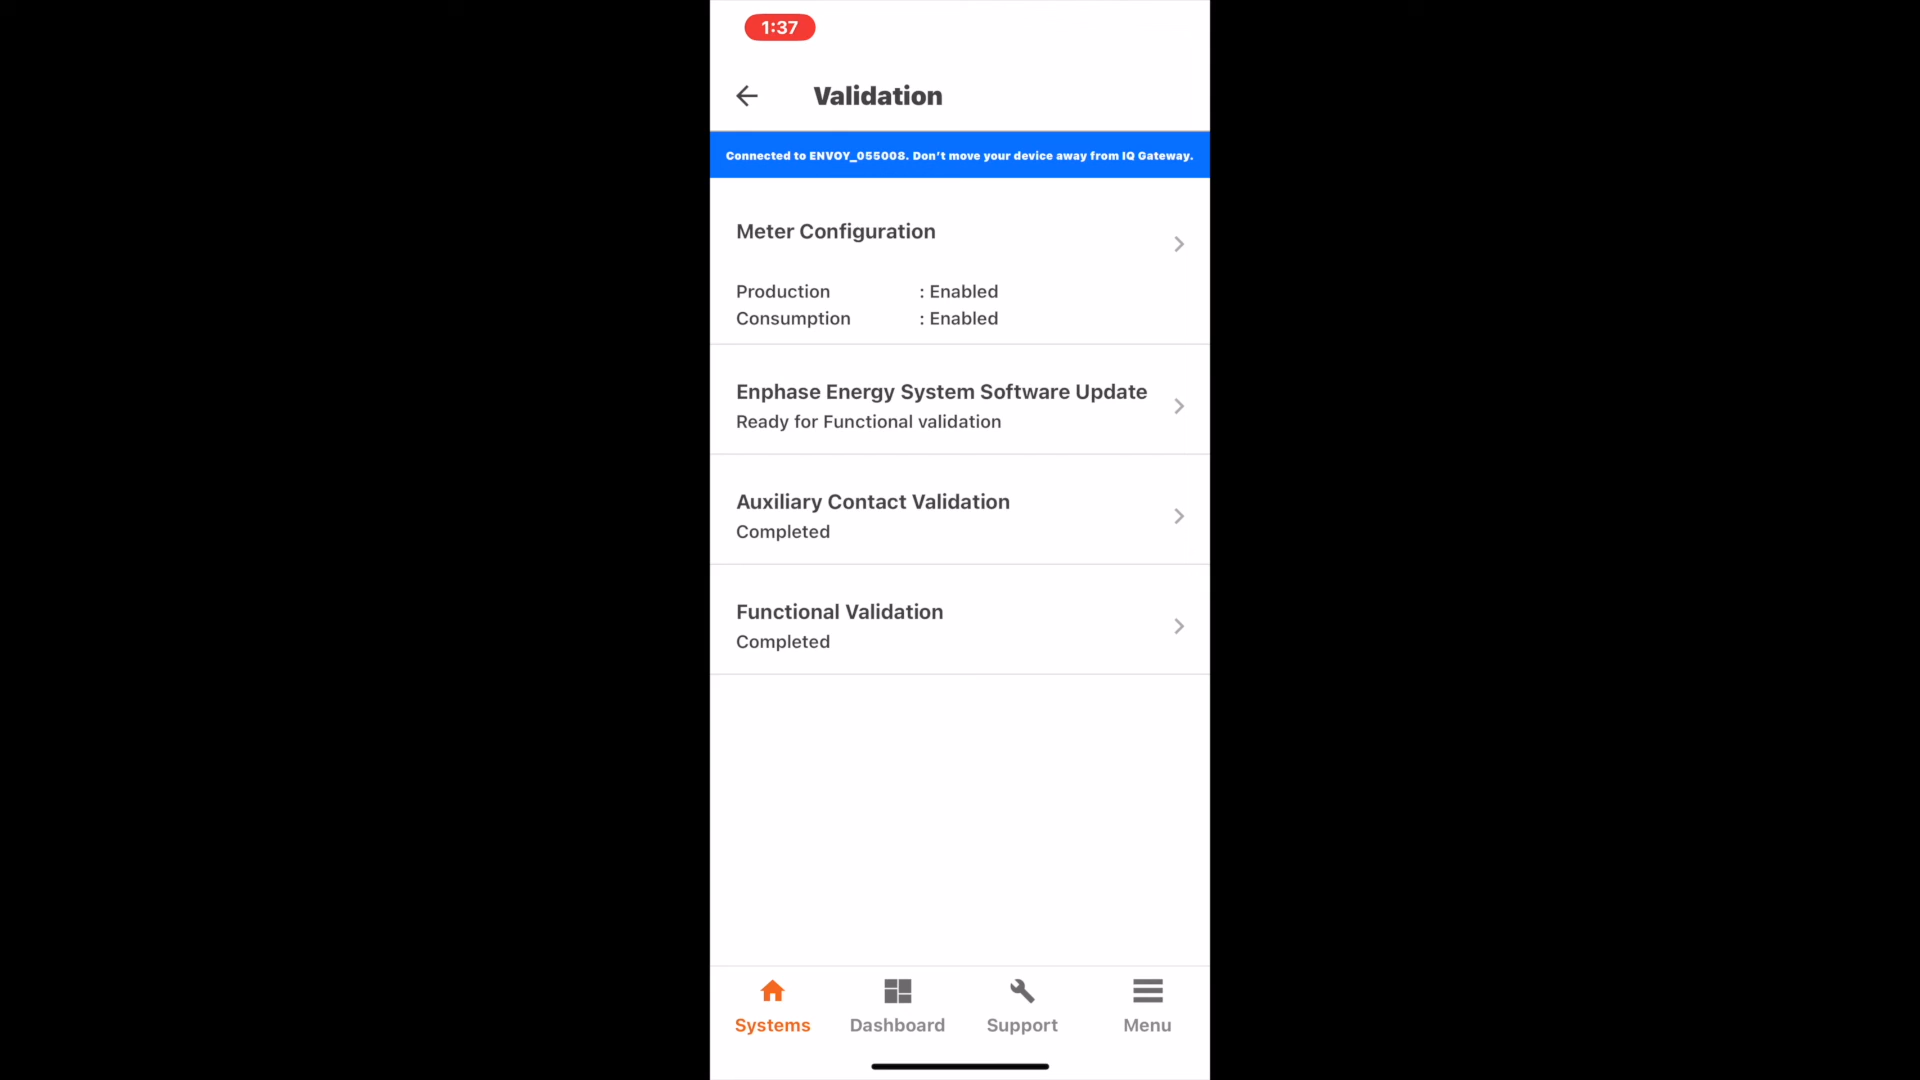 1:37
Validation
Connected to ENVOY_055008. Don't move your device away from IQ Gateway.
Meter Configuration
Production : Enabled
Consumption : Enabled
Enphase Energy System Software Update
Ready for Functional validation
Auxiliary Contact Validation
Completed
Functional Validation
Completed
Systems Dashboard Support Menu